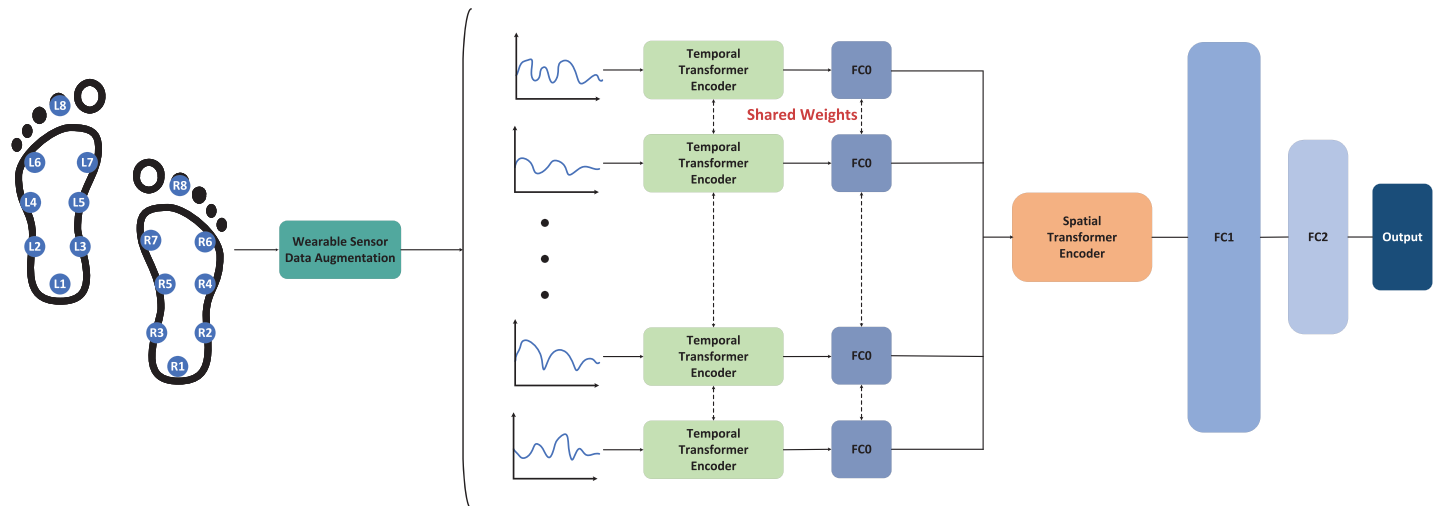 L8
L6
L7
L4
L5
L2
L3
L1
R8
R7
R6
R5
R4
R3
R2
R1
Wearable Sensor
Data Augmentation
Temporal
Transformer
Encoder
FC0
Shared Weights
Temporal
Transformer
Encoder
FC0
Temporal
Transformer
Encoder
FC0
Temporal
Transformer
Encoder
FC0
Spatial
Transformer
Encoder
FC1
FC2
Output